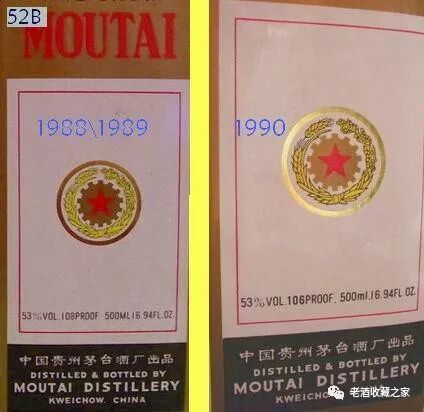 52B
MOUTAI
1988\1989
53%VOL.108PROOF 500ML16.94FL.OZ.
中国贵州茅台酒厂出品
DISTILLED & BOTTLED BY
MOUTAI DISTILLERY
KWEICHOW. CHINA
1990
53%VOL.106PROOF. 500ml.16.94FL.OZ.
中国贵州茅台酒厂出品
DISTILLED & BOTTLED BY
MOUTAI DISTILLERY
KWEICHOW
老酒收藏之家